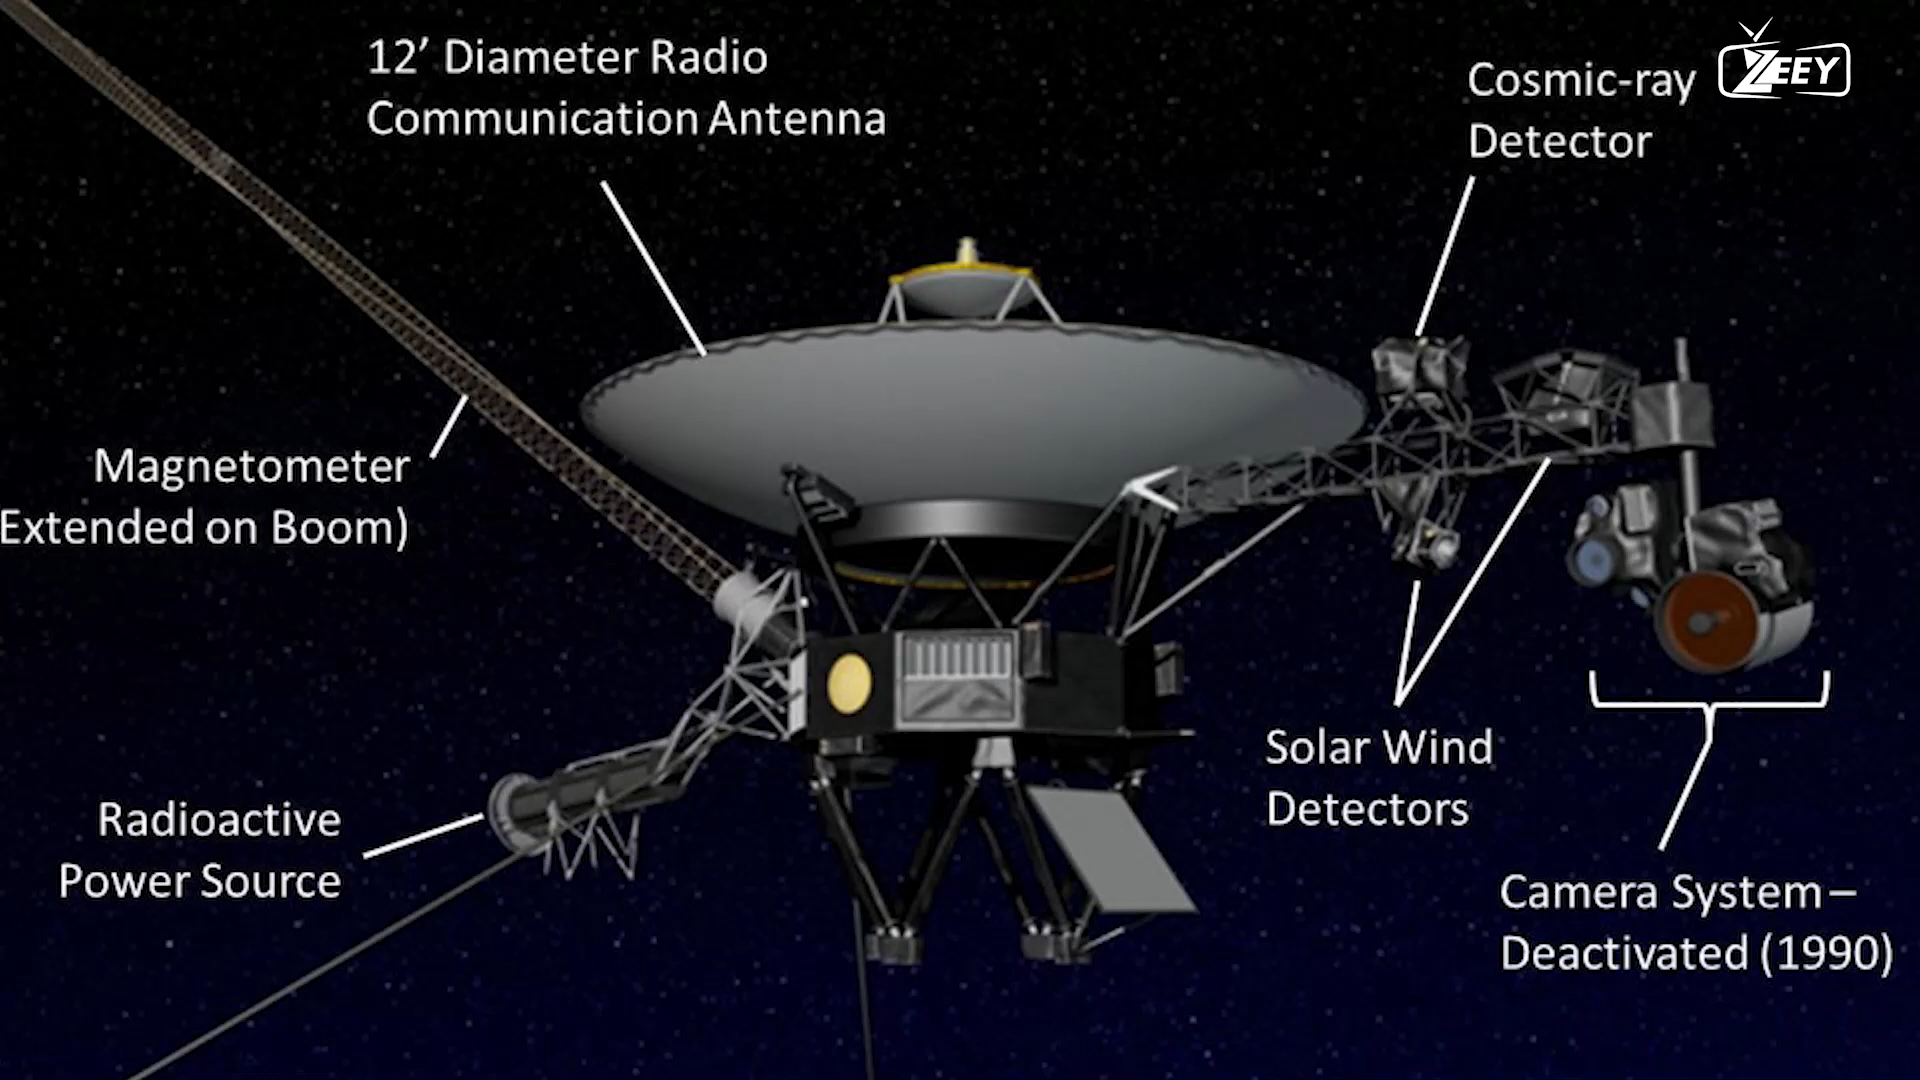 12’ Diameter Radio
Communication Antenna
Cosmic-ray
Detector
ZEEY
Magnetometer
Extended on Boom)
Solar Wind
Detectors
Radioactive
Power Source
Camera System –
Deactivated (1990)